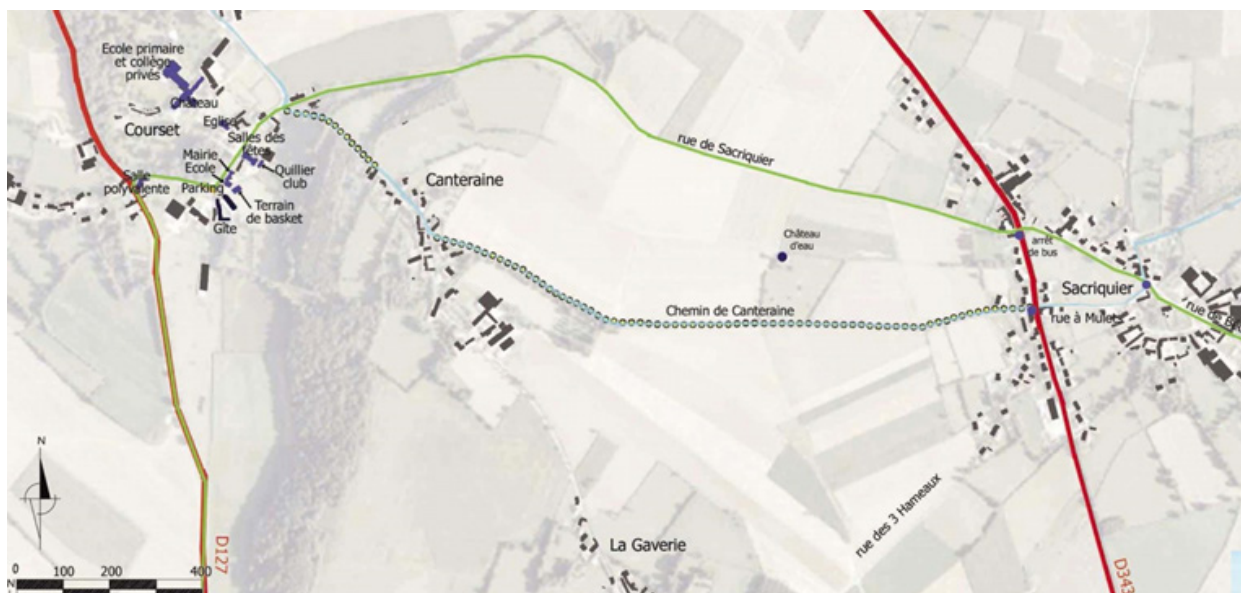 Ecole primaire
et collège
privés
Château
Courset
Eglise
Salles des
fêtes
Mairie
Ecole
Quillier
club
Salle
polyvalente
Parking
Terrain
de basket
Gîte
Canteraine
rue de Sacriquier
Château
d'eau
arrêt
de bus
Sacriquier
Chemin de Canteraine
rue à Mulets
rue de
rue des 3 Hameaux
La Gaverie
D127
D343
N
N
0 100 200 400